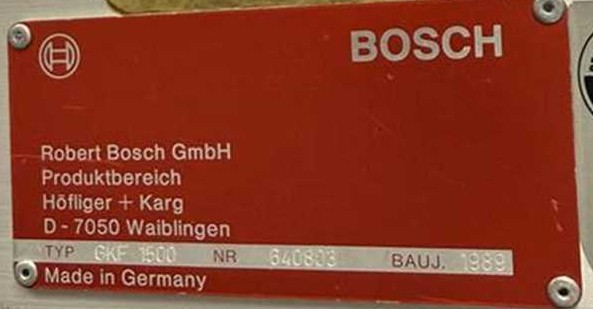 BOSCH
Robert Bosch GmbH
Produktbereich
Höfliger + Karg
D - 7050 Waiblingen
TYP GKF 1500 NR 640803 BAUJ. 1989
Made in Germany